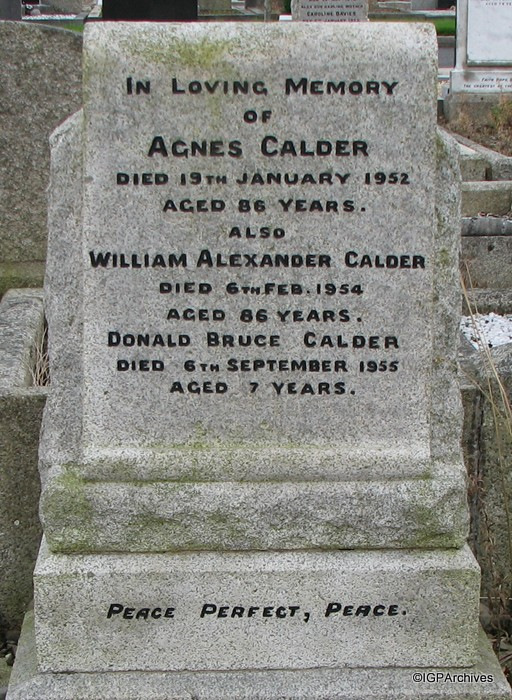 IN LOVING MEMORY
OF
AGNES CALDER
DIED 19TH JANUARY 1952
AGED 86 YEARS.
ALSO
WILLIAM ALEXANDER CALDER
DIED 6TH FEB. 1954
AGED 86 YEARS.
DONALD BRUCE CALDER
DIED 6TH SEPTEMBER 1955
AGED 7 YEARS.
PEACE PERFECT, PEACE.
CAROLINE DAVIES
©IGPArchives